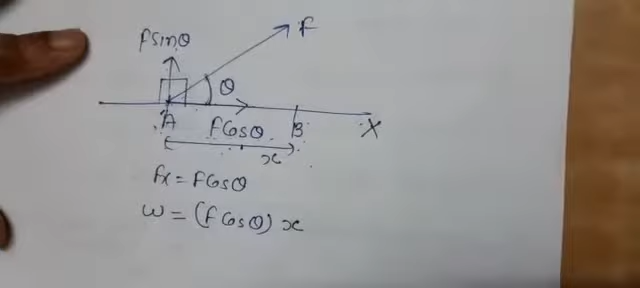 F
Fsinθ
θ
A
Fcosθ
B
X
x
Fx = Fcosθ
W = (Fcosθ) x